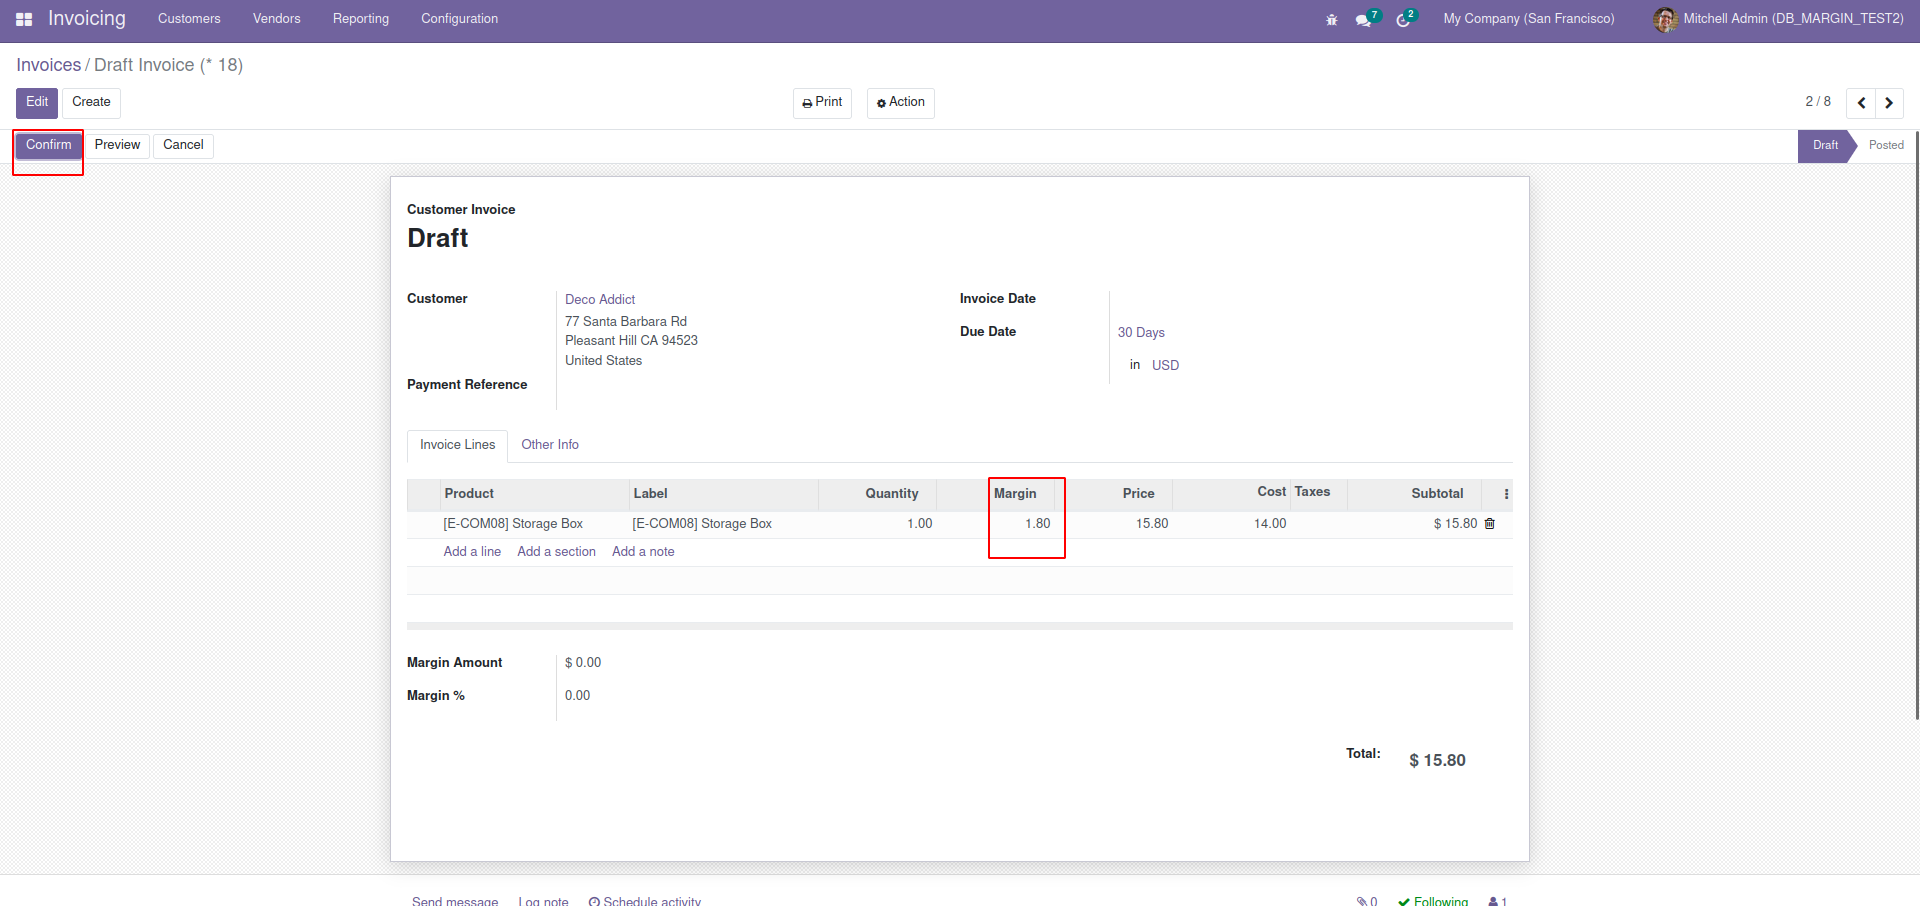 Invoicing Customers Vendors Reporting Configuration 7 2 My Company (San Francisco) Mitchell Admin (DB_MARGIN_TEST2)
Invoices / Draft Invoice (* 18)
Edit Create Print Action 2 / 8
Confirm Preview Cancel Draft Posted
Customer Invoice
Draft
Customer Deco Addict Invoice Date
77 Santa Barbara Rd
Due Date 30 Days
Pleasant Hill CA 94523
United States in USD
Payment Reference
Invoice Lines Other Info
Product Label Quantity Margin Price Cost Taxes Subtotal
[E-COM08] Storage Box [E-COM08] Storage Box 1.00 1.80 15.80 14.00 $ 15.80
Add a line Add a section Add a note
Margin Amount $ 0.00
Margin % 0.00
Total: $ 15.80
Send message Log note Schedule activity 0 Following 1